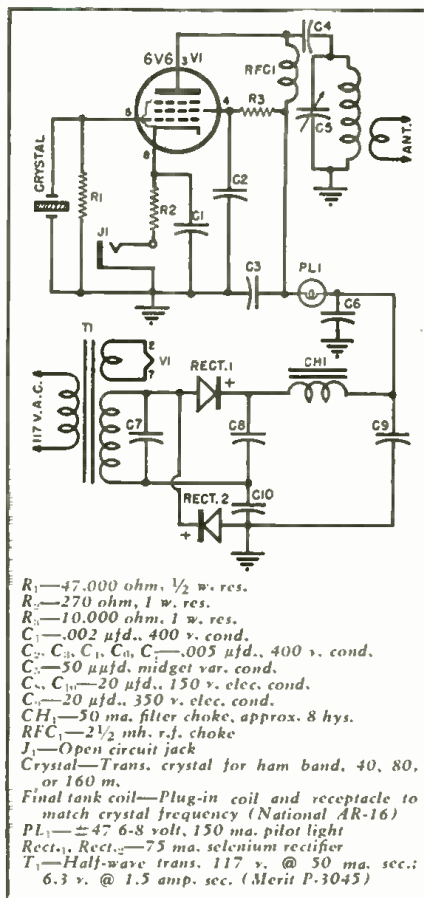 C4
6V6 3 V1
RFC1
5
4
R3
C5
8
CRYSTAL
R1
R2
C1
C2
ANT.
J1
C3
PL1
C6
T1
2
V1
7
RECT.1
+
CH1
117 V.A.C.
C7
C8
C9
RECT.2
C10
+
R₁—47,000 ohm, ½ w. res.
R₂—270 ohm, 1 w. res.
R₃—10,000 ohm, 1 w. res.
C₁—.002 μfd., 400 v. cond.
C₂, C₃, C₄, C₆, C₇—.005 μfd., 400 v. cond.
C₅—50 μμfd. midget var. cond.
C₈, C₁₀—20 μfd., 150 v. elec. cond.
C₉—20 μfd., 350 v. elec. cond.
CH₁—50 ma. filter choke, approx. 8 hys.
RFC₁—2½ mh. r.f. choke
J₁—Open circuit jack
Crystal—Trans. crystal for ham band, 40, 80,
or 160 m.
Final tank coil—Plug-in coil and receptacle to
match crystal frequency (National AR-16)
PL₁—#47 6-8 volt, 150 ma. pilot light
Rect.₁, Rect.₂—75 ma. selenium rectifier
T₁—Half-wave trans. 117 v. @ 50 ma. sec.;
6.3 v. @ 1.5 amp. sec. (Merit P-3045)